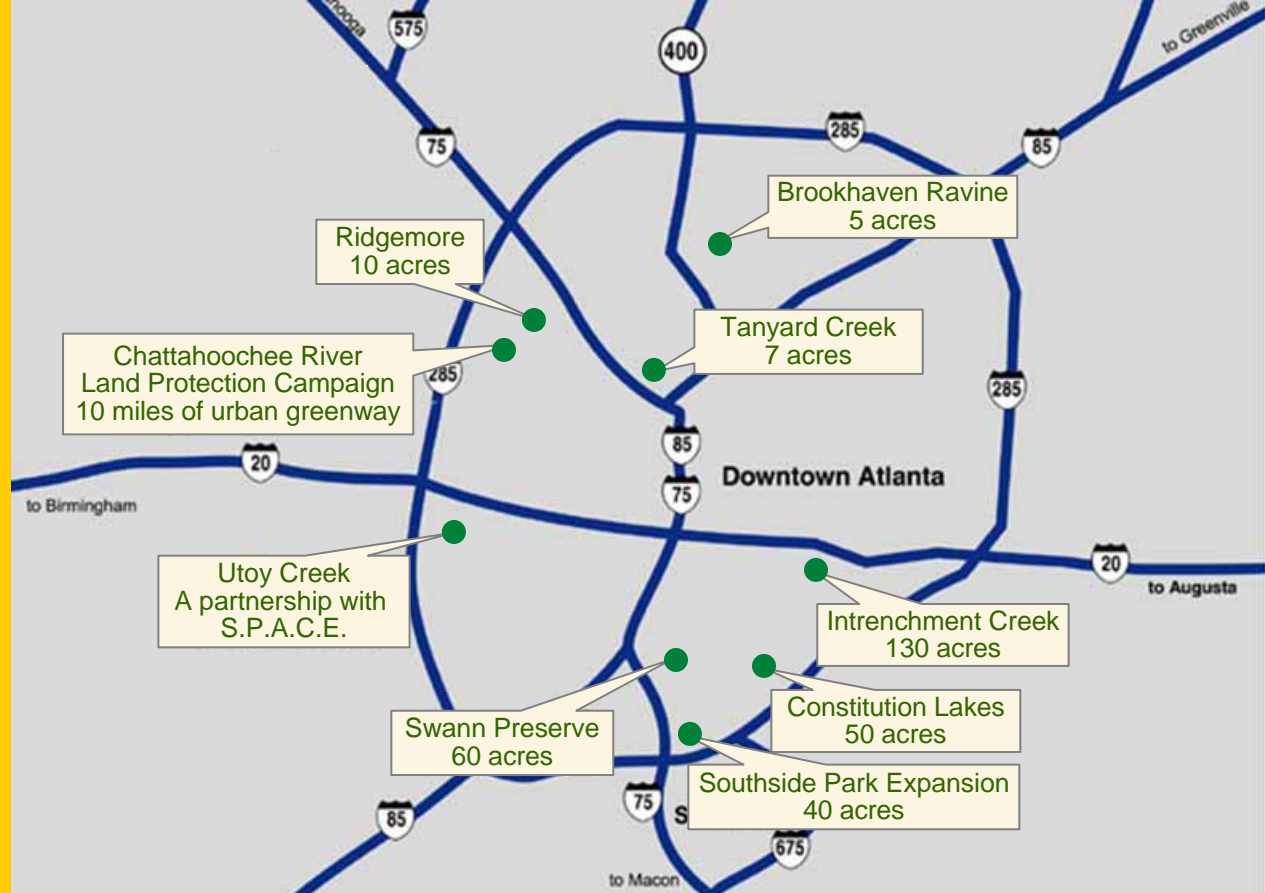 575
400
to Greenville
75
285
85
Brookhaven Ravine
5 acres
Ridgemore
10 acres
Tanyard Creek
7 acres
Chattahoochee River
Land Protection Campaign
10 miles of urban greenway
285
285
85
20
Downtown Atlanta
75
to Birmingham
20
to Augusta
Utoy Creek
A partnership with
S.P.A.C.E.
Intrenchment Creek
130 acres
Constitution Lakes
50 acres
Swann Preserve
60 acres
Southside Park Expansion
40 acres
75
85
675
to Macon